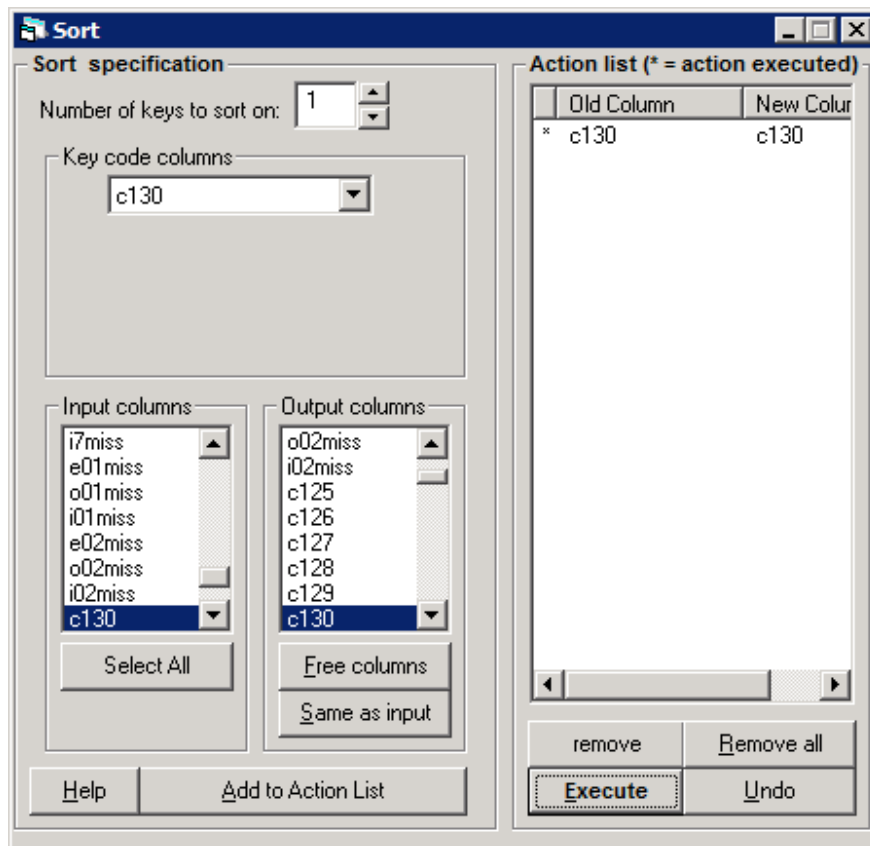 Sort
Sort specification
Number of keys to sort on: 1
Key code columns
c130
Input columns
i7miss
e01miss
o01miss
i01miss
e02miss
o02miss
i02miss
c130
Select All
Output columns
o02miss
i02miss
c125
c126
c127
c128
c129
c130
Free columns
Same as input
Help
Add to Action List
Action list (* = action executed)
Old Column New Colur
* c130 c130
remove Remove all
Execute Undo